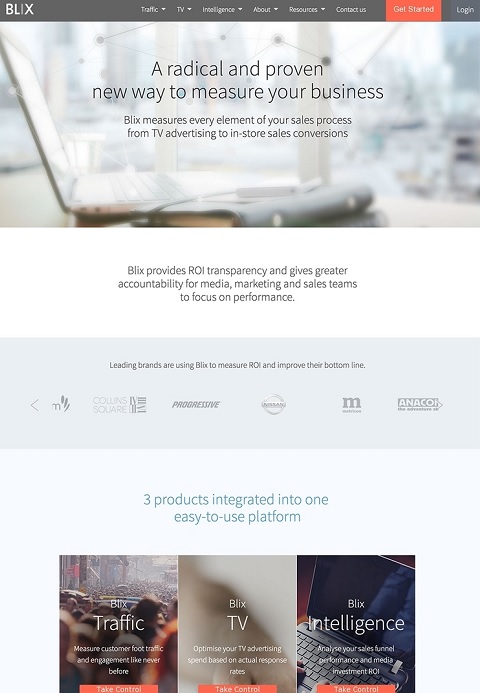 BLIX
Traffic TV Intelligence About Resources Contact us Get Started Login
A radical and proven
new way to measure your business
Blix measures every element of your sales process
from TV advertising to in-store sales conversions
Blix provides ROI transparency and gives greater
accountability for media, marketing and sales teams
to focus on performance.
Leading brands are using Blix to measure ROI and improve their bottom line.
m
COLLINS
SQUARE
PROGRESSIVE
NISSAN
m
ANACO
the adventure
3 products integrated into one
easy-to-use platform
Blix
Traffic
Measure customer foot traffic
and engagement like never
before
Take Control
Blix
TV
Optimise your TV advertising
spend based on actual response
rates
Take Control
Blix
Intelligence
Analyse your sales funnel
performance and media
investment ROI
Take Control